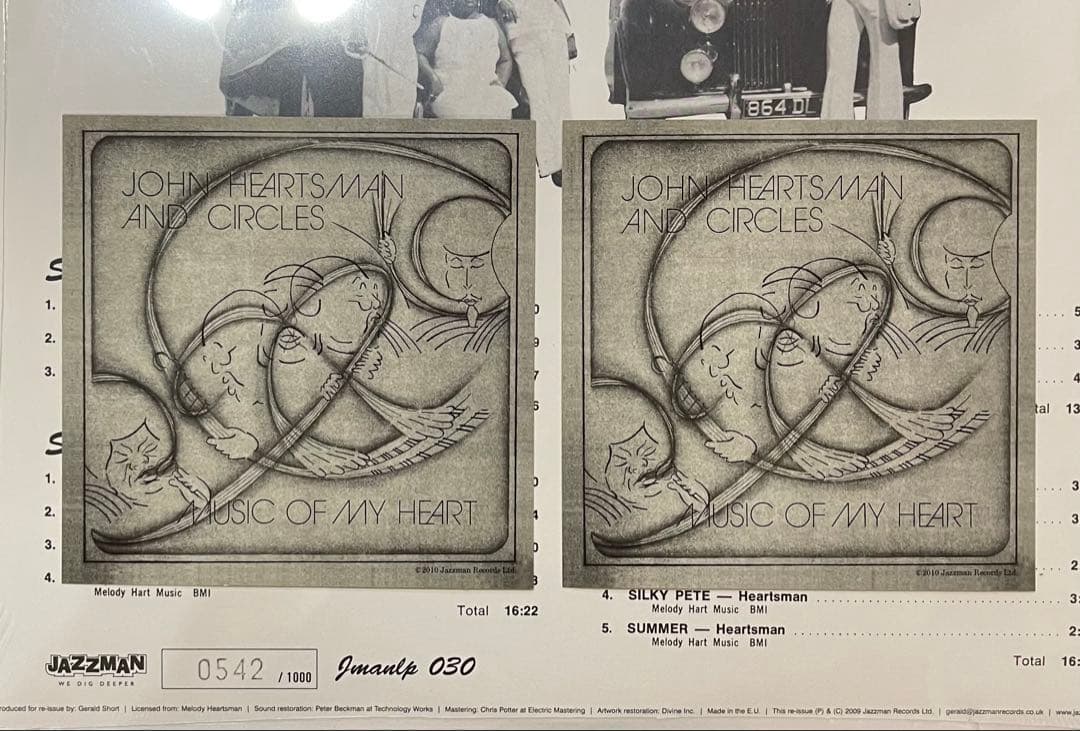 864 DL
JOHN HEARTSMAN
AND CIRCLES
MUSIC OF MY HEART
© 2010 Jazzman Records Ltd.
JOHN HEARTSMAN
AND CIRCLES
MUSIC OF MY HEART
© 2010 Jazzman Records Ltd.
S
1.
2.
3.
S
1.
2.
3.
4.
Melody Hart Music BMI
Total 16:22
tal 13
4. SILKY PETE — Heartsman 3:
Melody Hart Music BMI
5. SUMMER — Heartsman 2:
Melody Hart Music BMI
Total 16:
JAZZMAN
WE DIG DEEPER
0542 / 1000
Jmanlp 030
roduced for re-issue by: Gerald Short | Licensed from: Melody Heartsman | Sound restoration: Peter Beckman at Technology Works | Mastering: Chris Potter at Electric Mastering | Artwork restoration: Divine Inc. | Made in the E.U. | This re-issue (P) & (C) 2009 Jazzman Records Ltd. | gerald@jazzmanrecords.co.uk | www.ja